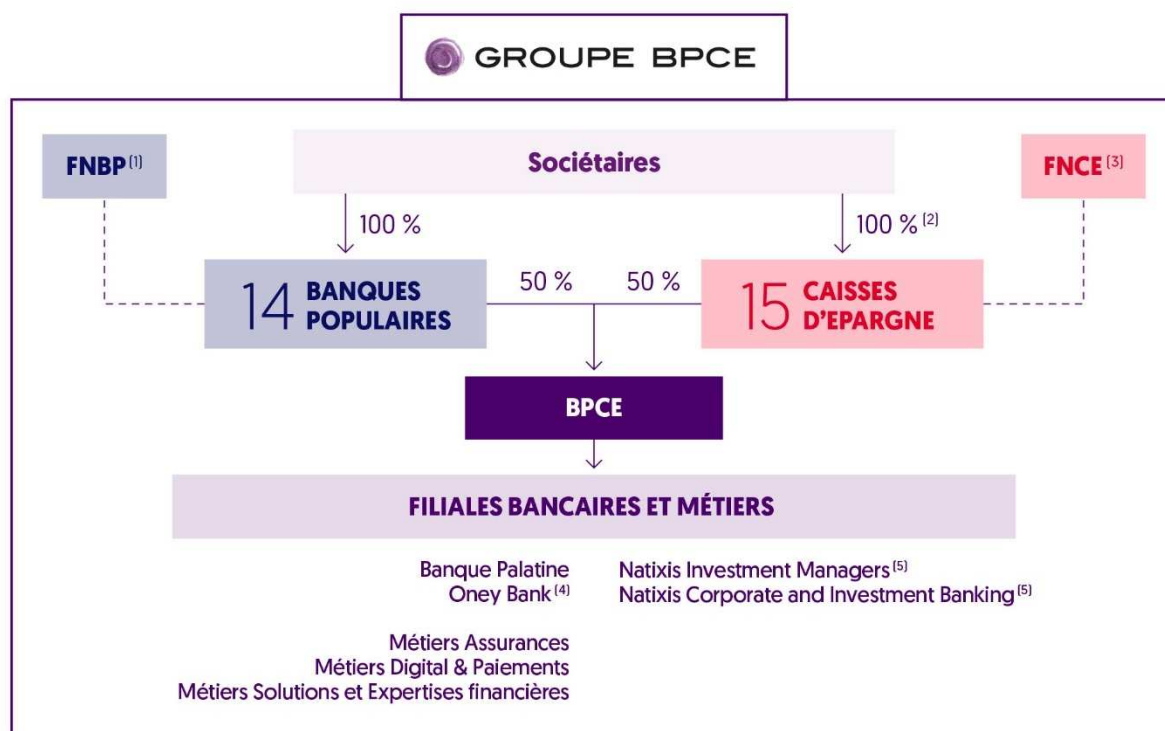 GROUPE BPCE
FNBP (1)
Sociétaires
FNCE (3)
100 %
100 % (2)
14 BANQUES
POPULAIRES
50 %
50 %
15 CAISSES
D'EPARGNE
BPCE
FILIALES BANCAIRES ET MÉTIERS
Banque Palatine
Oney Bank (4)
Natixis Investment Managers (5)
Natixis Corporate and Investment Banking (5)
Métiers Assurances
Métiers Digital & Paiements
Métiers Solutions et Expertises financières